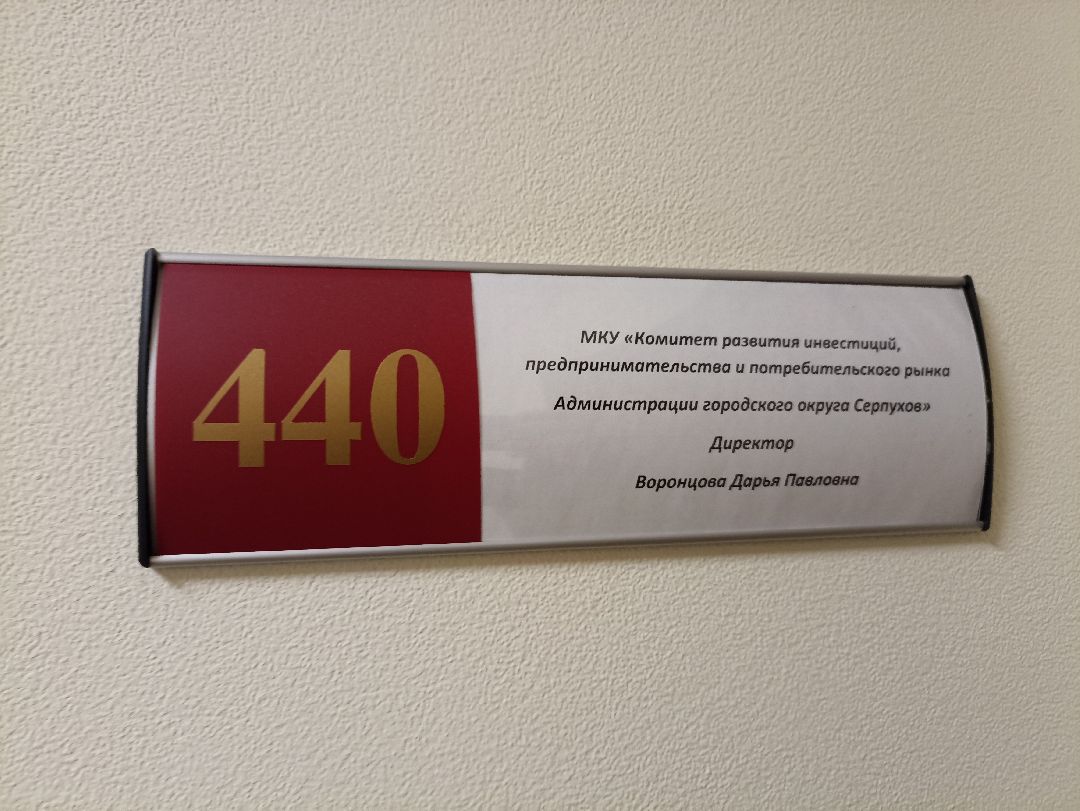 440
МКУ «Комитет развития инвестиций,
предпринимательства и потребительского рынка
Администрации городского округа Серпухов»
Директор
Воронцова Дарья Павловна